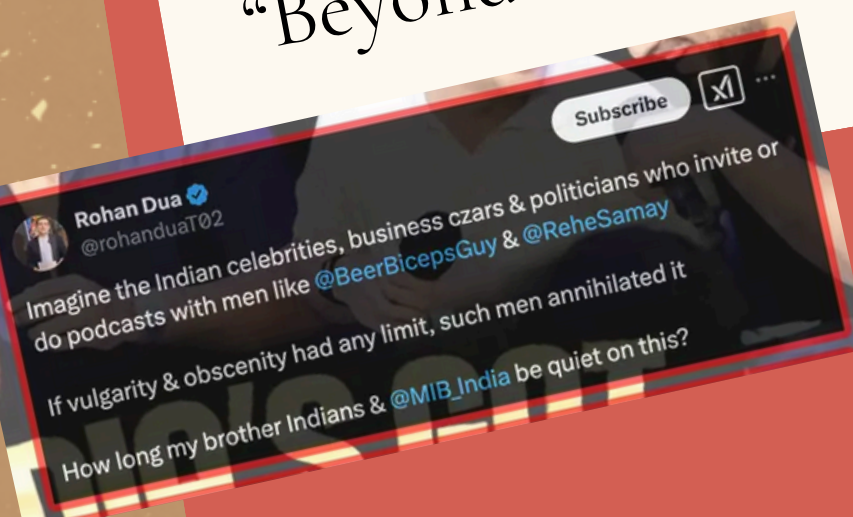 “Beyond
Subscribe
Rohan Dua
@rohanduaT02
Imagine the Indian celebrities, business czars & politicians who invite or
do podcasts with men like @BeerBicepsGuy & @ReheSamay
If vulgarity & obscenity had any limit, such men annihilated it
How long my brother Indians & @MIB_India be quiet on this?
GOT